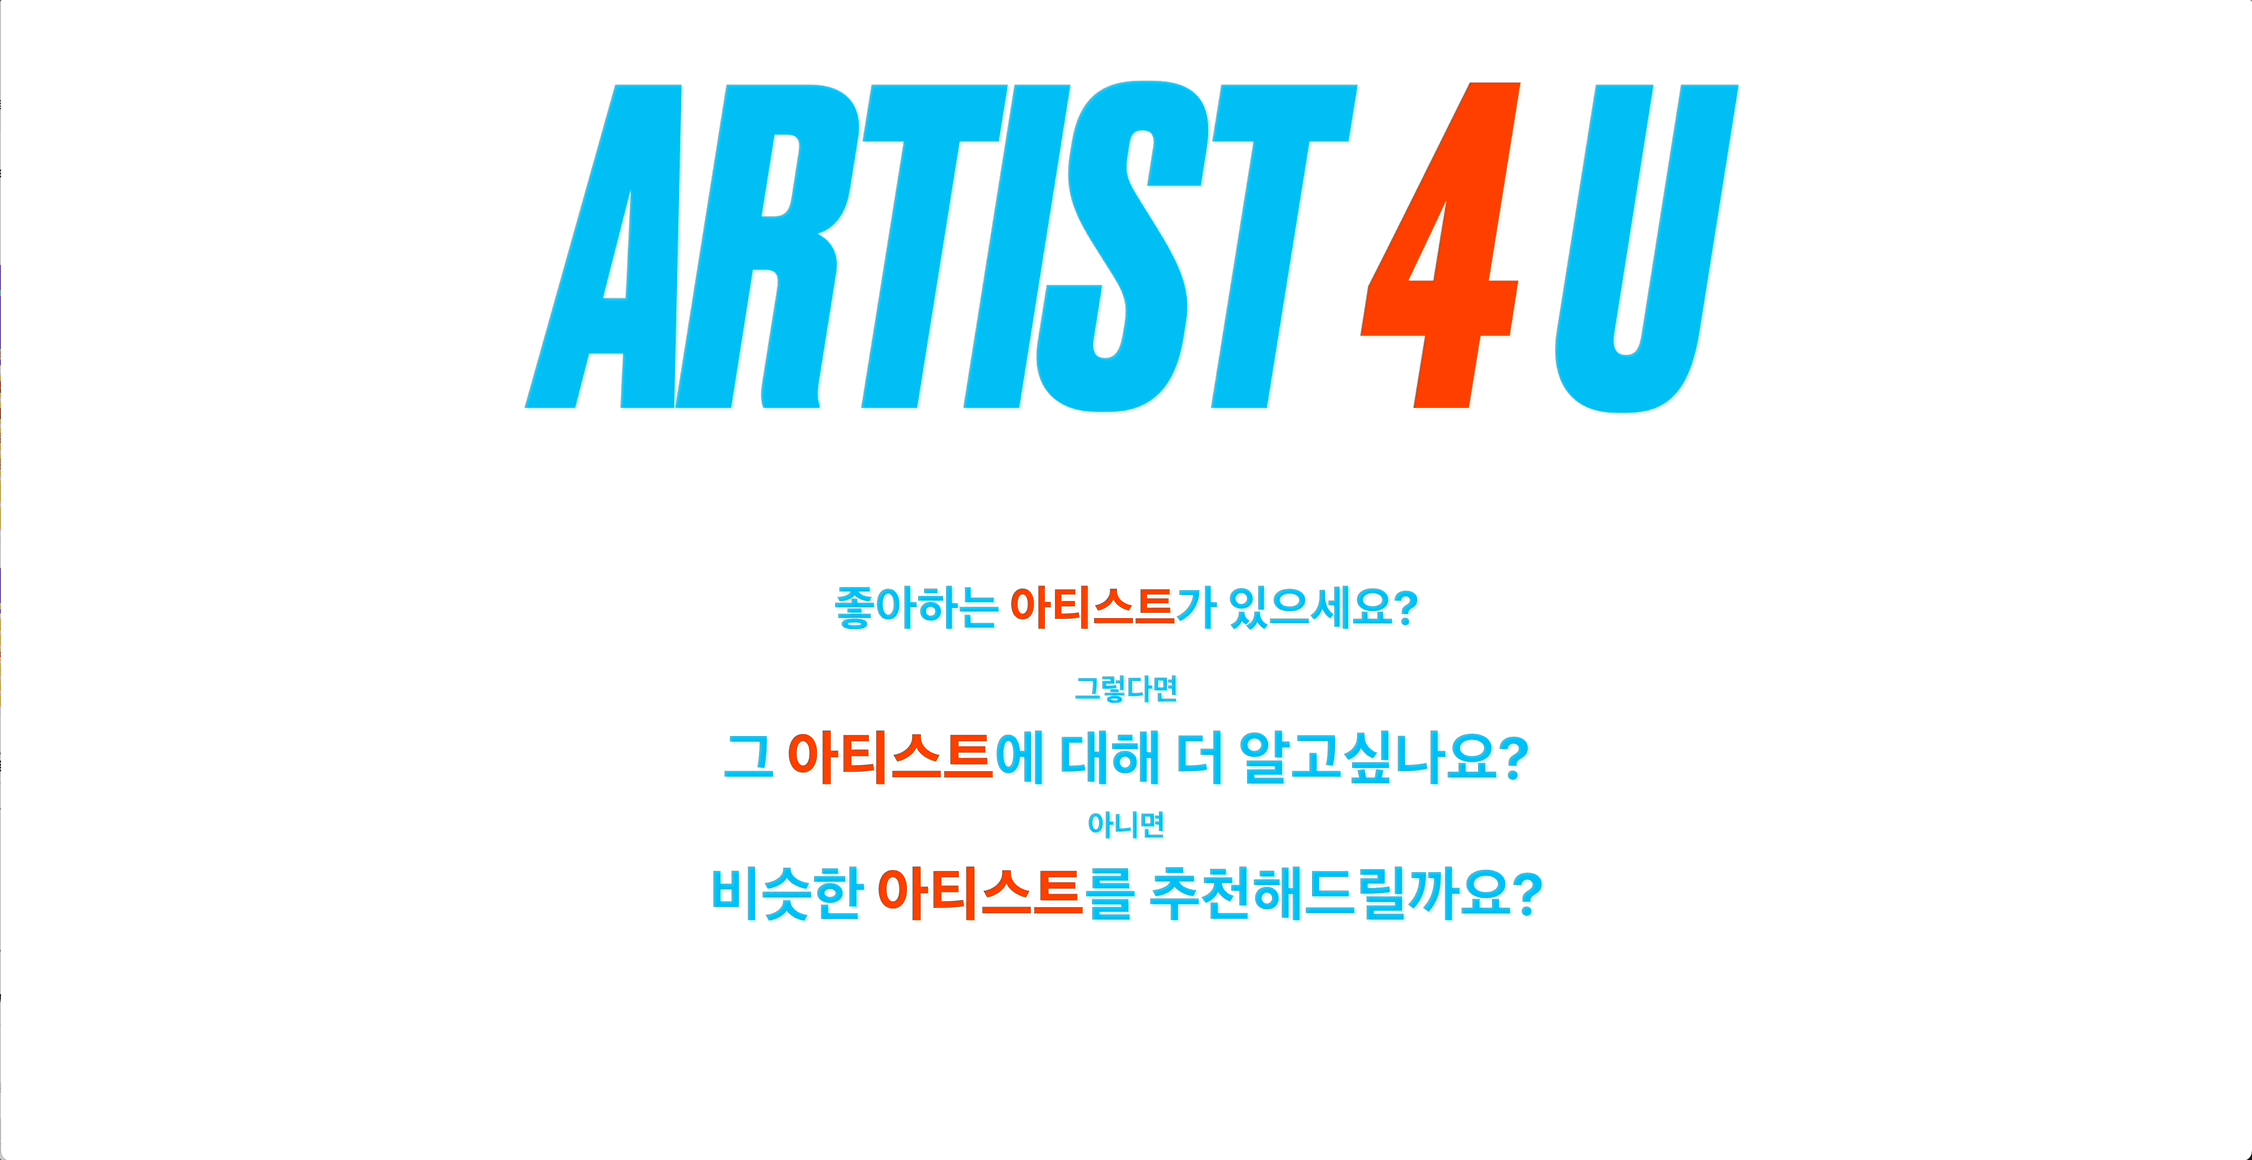 ARTIST 4 U
좋아하는 아티스트가 있으세요?
그렇다면
그 아티스트에 대해 더 알고싶나요?
아니면
비슷한 아티스트를 추천해드릴까요?